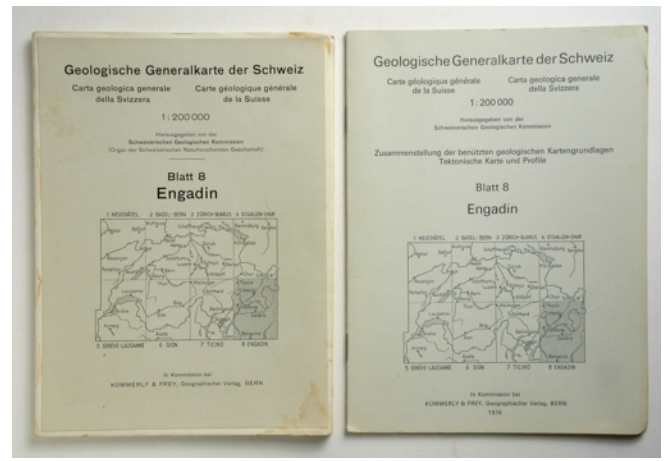 Geologische Generalkarte der Schweiz
Carta geologica generale della Svizzera
Carte géologique générale de la Suisse
1:200 000
Herausgegeben von der
Schweizerischen Geologischen Kommission
(Organ der Schweizerischen Naturforschenden Gesellschaft)
Blatt 8
Engadin
1 NEUCHÂTEL 2 BASEL-BERN 3 ZÜRICH-GLARUS 4 ST.GALLEN-CHUR
5 GENÈVE LAUSANNE 6 SION 7 TICINO 8 ENGADIN
In Kommission bei
KÜMMERLY & FREY, Geographischer Verlag, BERN
Geologische Generalkarte der Schweiz
Carte géologique générale de la Suisse
Carta geologica generale della Svizzera
1:200 000
Herausgegeben von der
Schweizerischen Geologischen Kommission
Zusammenstellung der benützten geologischen Kartengrundlagen
Tektonische Karte und Profile
Blatt 8
Engadin
1 NEUCHÂTEL 2 BASEL-BERN 3 ZÜRICH-GLARUS 4 ST.GALLEN-CHUR
5 GENÈVE LAUSANNE 6 SION 7 TICINO 8 ENGADIN
In Kommission bei
KÜMMERLY & FREY, Geographischer Verlag, BERN
1976